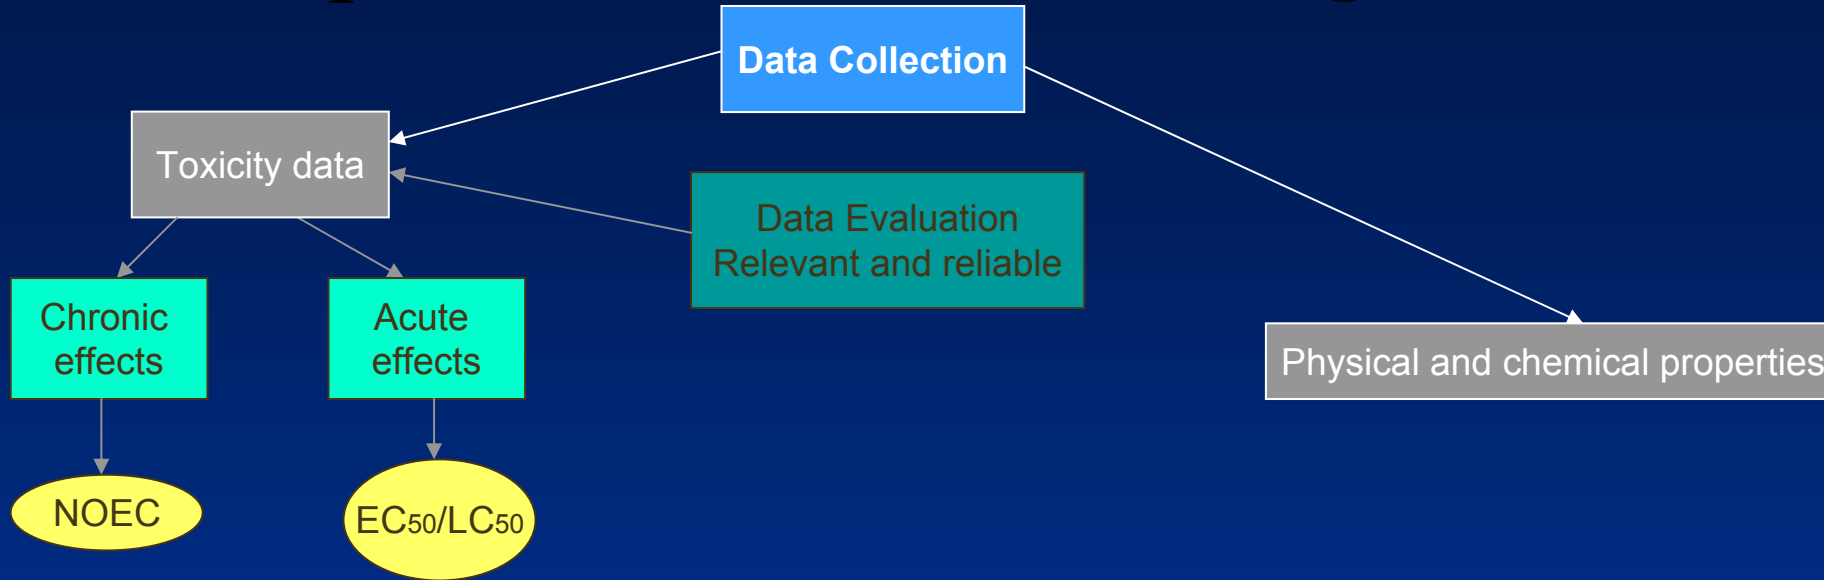 Data Collection
Toxicity data
Data Evaluation
Relevant and reliable
Chronic
effects
Acute
effects
Physical and chemical properties
NOEC
EC50/LC50